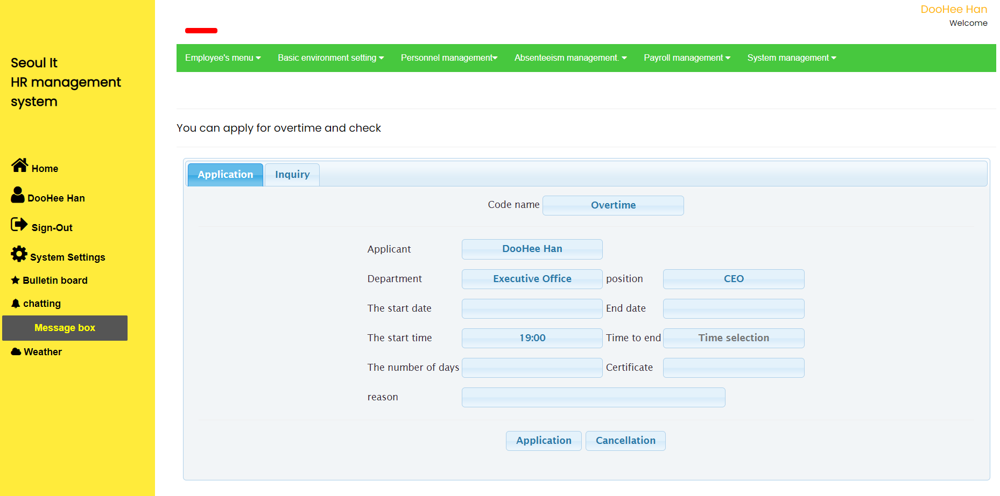 DooHee Han
Welcome
Seoul It
HR management
system
Employee's menu
Basic environment setting
Personnel management
Absenteeism management.
Payroll management
System management
You can apply for overtime and check
Home
DooHee Han
Sign-Out
System Settings
Bulletin board
chatting
Message box
Weather
Application
Inquiry
Code name Overtime
Applicant DooHee Han
Department Executive Office position CEO
The start date End date
The start time 19:00 Time to end Time selection
The number of days Certificate
reason
Application Cancellation